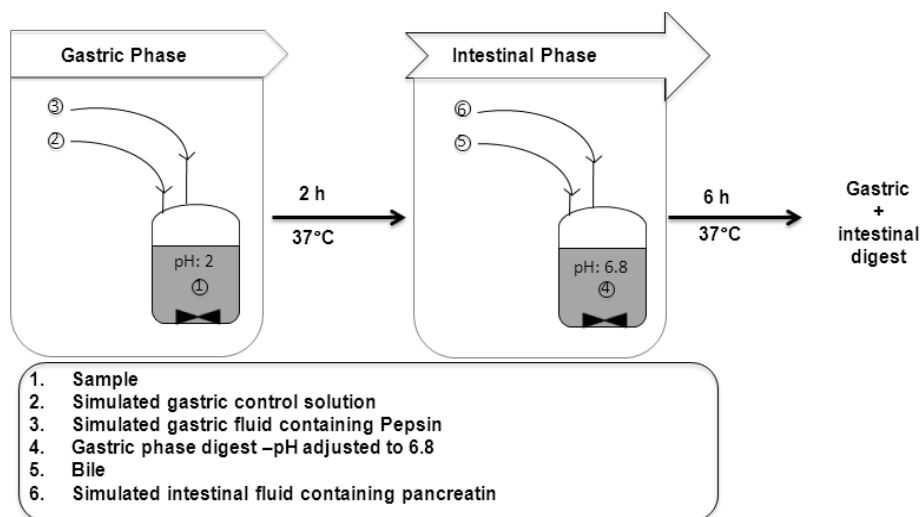 Gastric Phase
Intestinal Phase
③
②
2 h
37°C
pH: 2
①
⑥
⑤
6 h
37°C
pH: 6.8
④
Gastric
+
intestinal
digest
1. Sample
2. Simulated gastric control solution
3. Simulated gastric fluid containing Pepsin
4. Gastric phase digest –pH adjusted to 6.8
5. Bile
6. Simulated intestinal fluid containing pancreatin